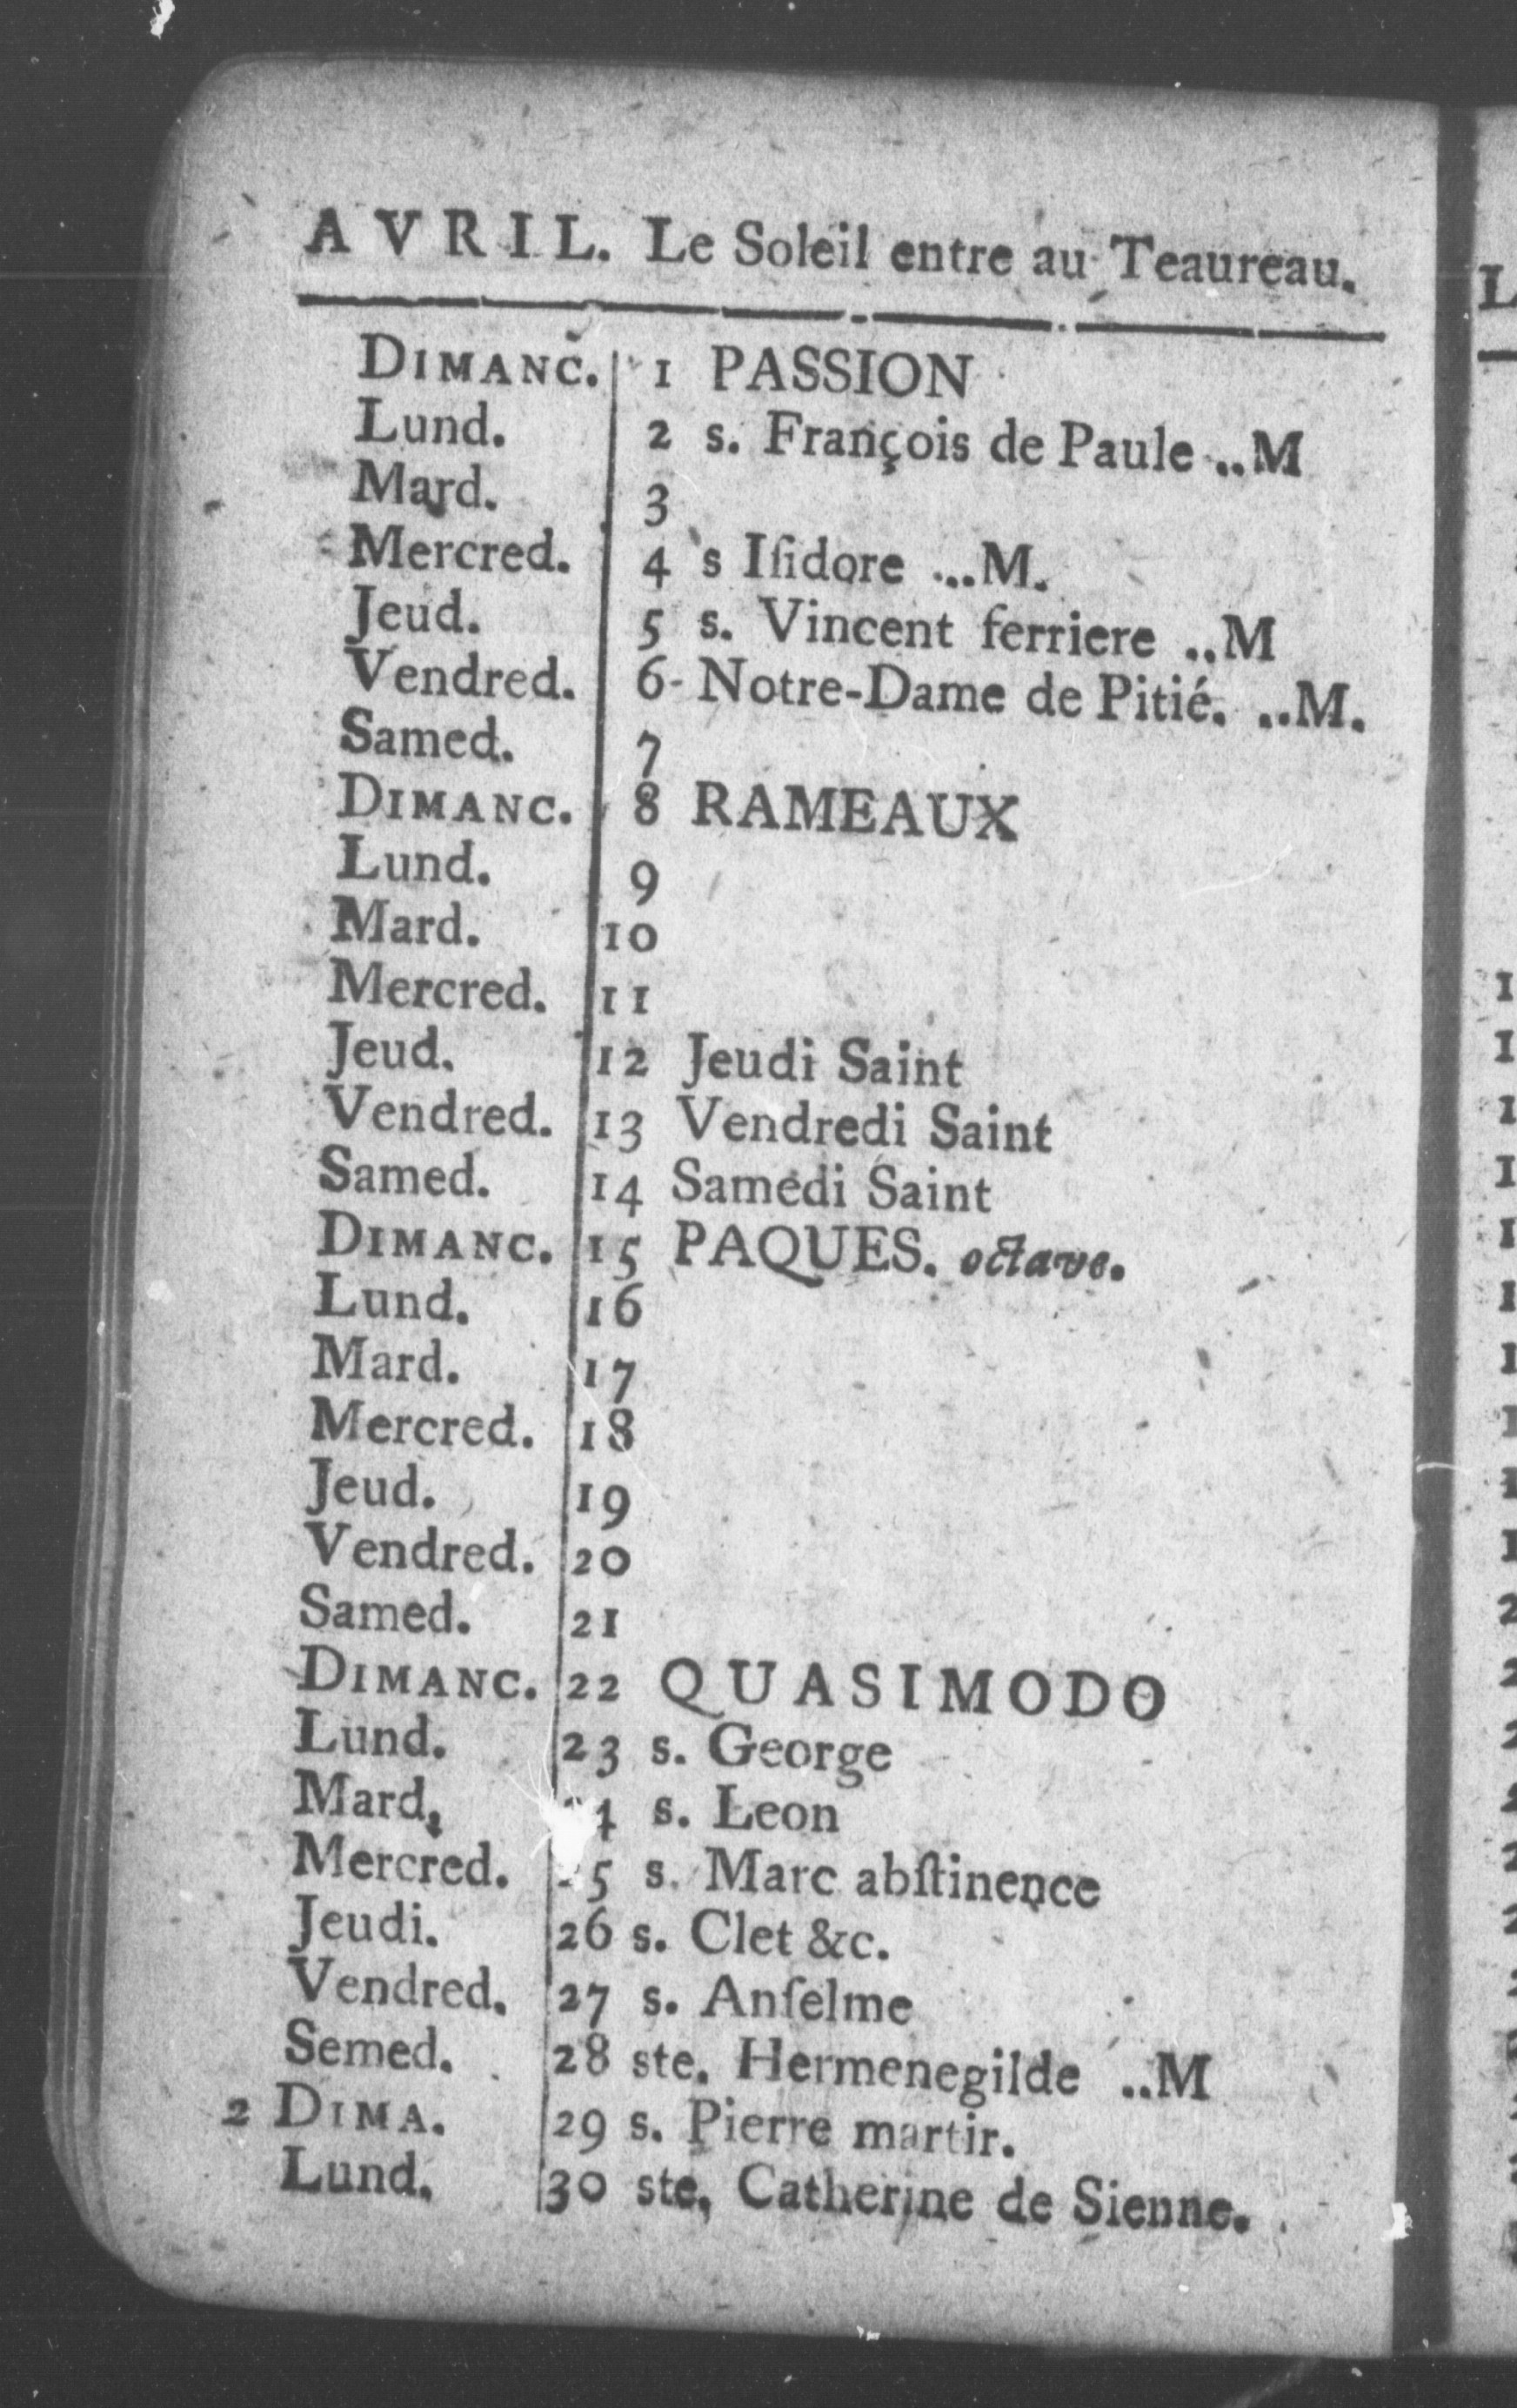 AVRIL. Le Soleil entre au Teaureau.
DIMANC. 1 PASSION
Lund. 2 s. François de Paule ..M
Mard. 3
Mercred. 4 s Iſidore ...M.
Jeud. 5 s. Vincent ferriere ..M
Vendred. 6 Notre-Dame de Pitié. ..M.
Samed. 7
DIMANC. 8 RAMEAUX
Lund. 9
Mard. 10
Mercred. 11
Jeud. 12 Jeudi Saint
Vendred. 13 Vendredi Saint
Samed. 14 Samedi Saint
DIMANC. 15 PAQUES. octave.
Lund. 16
Mard. 17
Mercred. 18
Jeud. 19
Vendred. 20
Samed. 21
DIMANC. 22 QUASIMODO
Lund. 23 s. George
Mard, 24 s. Leon
Mercred. 25 s. Marc abſtinence
Jeudi. 26 s. Clet &c.
Vendred. 27 s. Anſelme
Semed. 28 ste. Hermenegilde ..M
2 DIMA. 29 s. Pierre martir.
Lund. 30 ste, Catherine de Sienne.